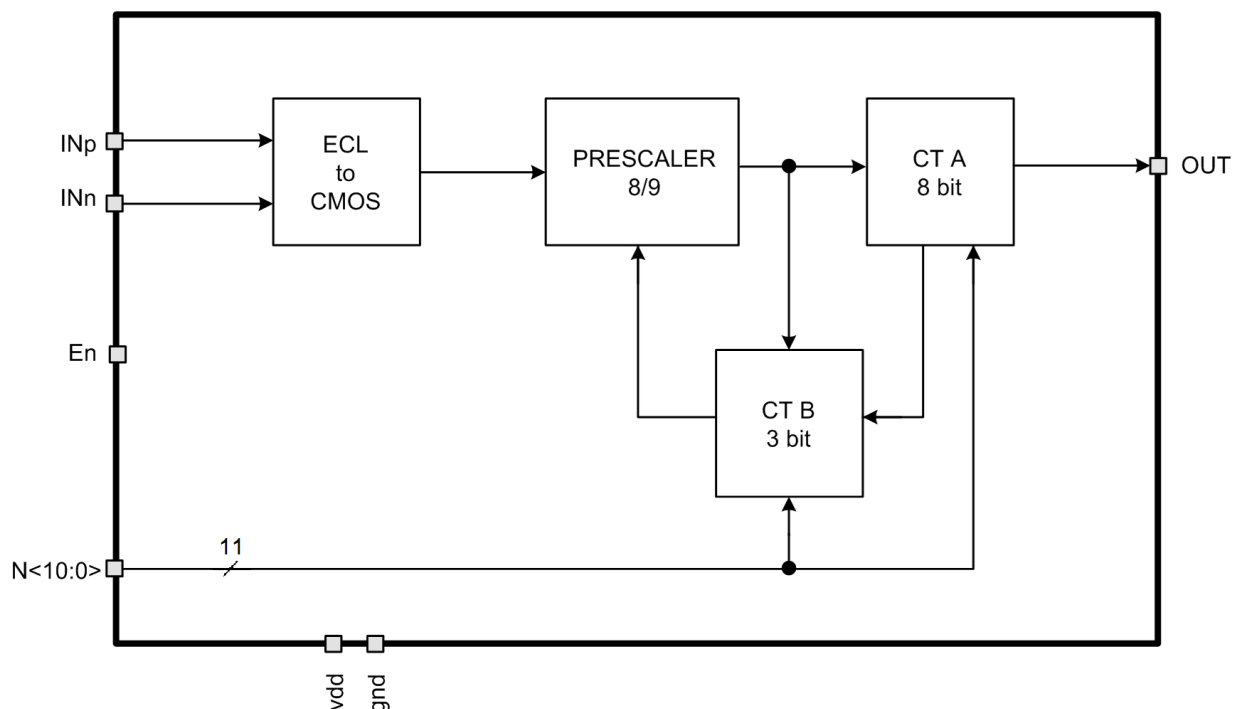 INp
INn
En
N<10:0>
11
ECL
to
CMOS
PRESCALER
8/9
CT A
8 bit
CT B
3 bit
OUT
vdd
gnd